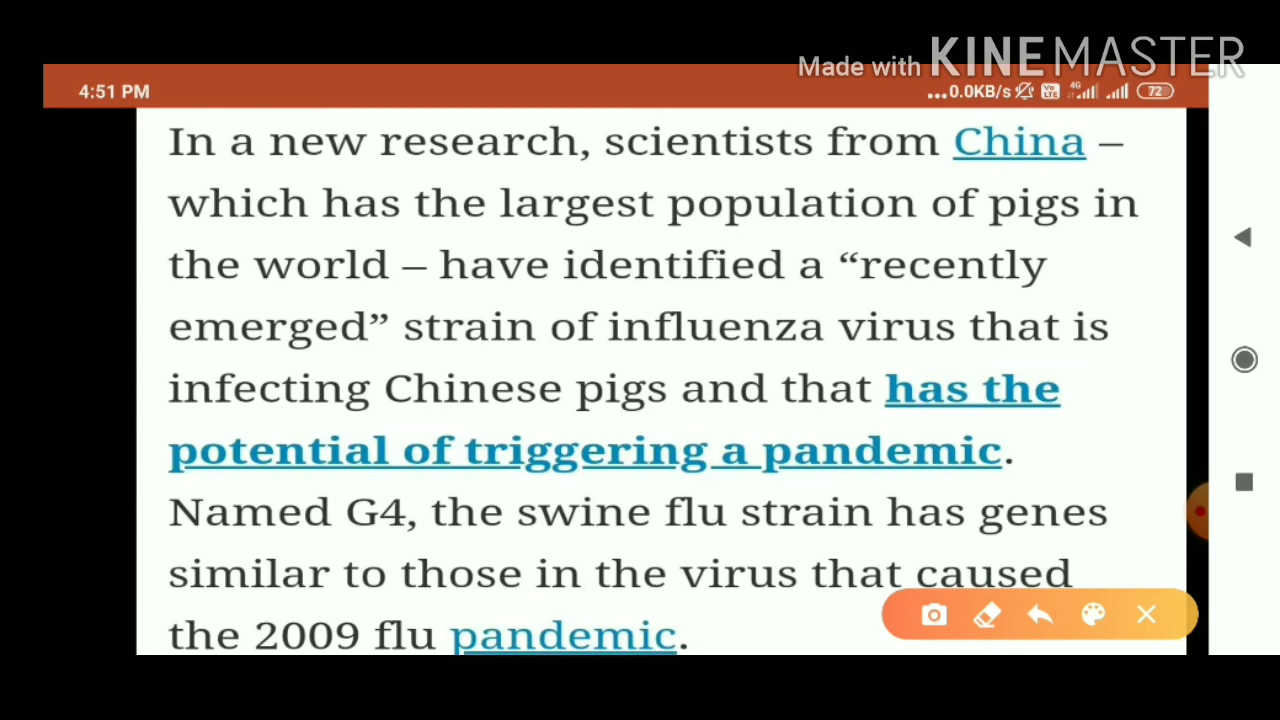 Made with KINEMASTER
4:51 PM ...0.0KB/s Vo LTE 4G 72
In a new research, scientists from China –
which has the largest population of pigs in
the world – have identified a “recently
emerged” strain of influenza virus that is
infecting Chinese pigs and that has the
potential of triggering a pandemic.
Named G4, the swine flu strain has genes
similar to those in the virus that caused
the 2009 flu pandemic.